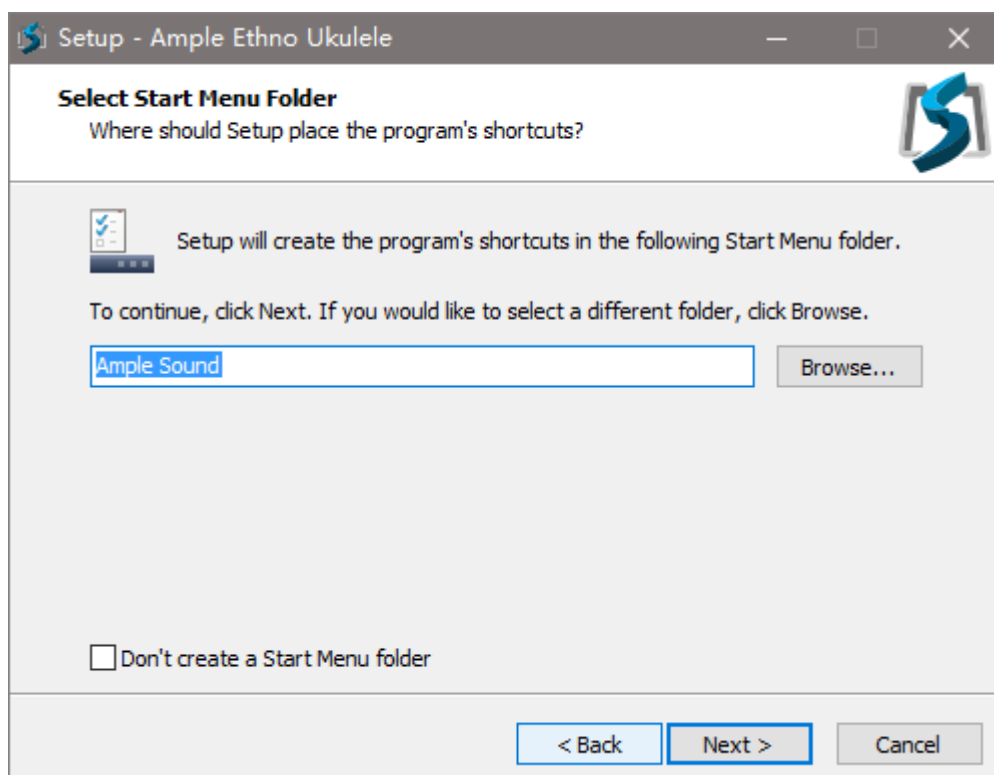 Setup - Ample Ethno Ukulele
Select Start Menu Folder
Where should Setup place the program's shortcuts?
Setup will create the program's shortcuts in the following Start Menu folder.
To continue, click Next. If you would like to select a different folder, click Browse.
Ample Sound
Browse...
Don't create a Start Menu folder
< Back
Next >
Cancel